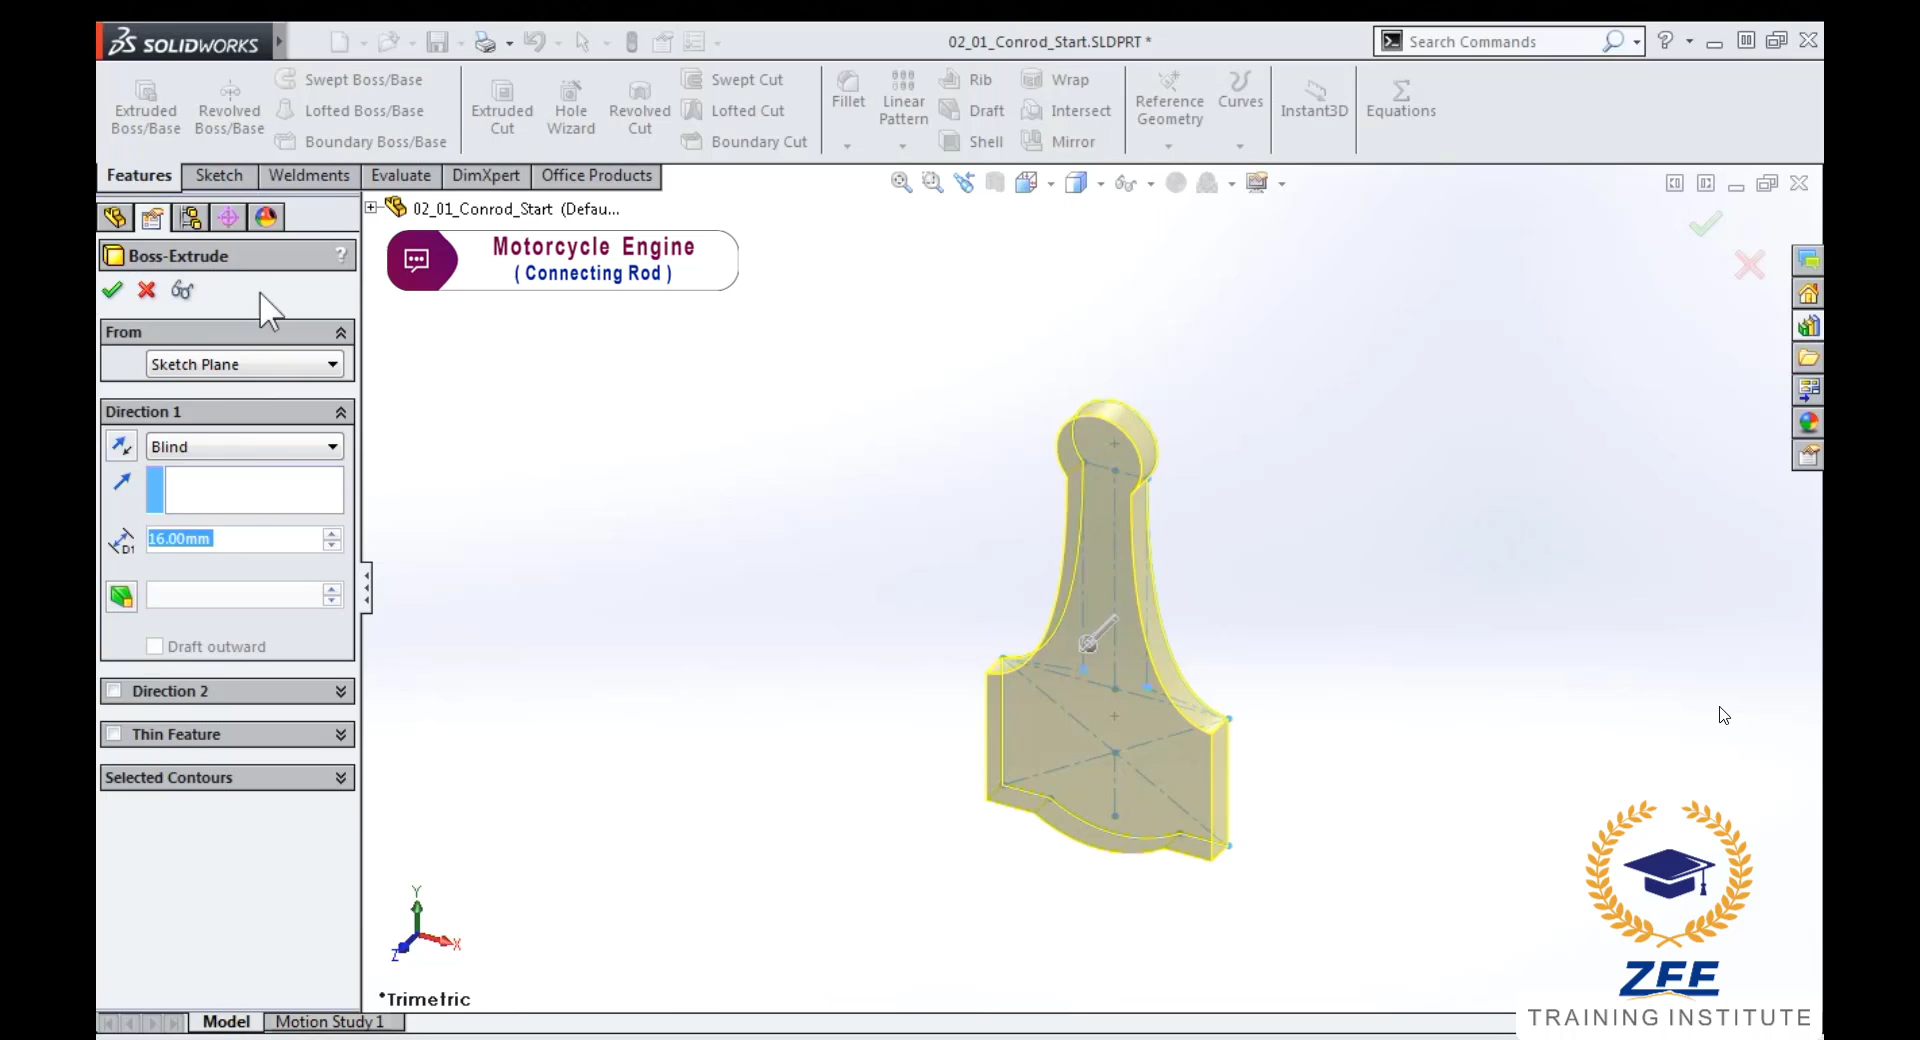 SOLIDWORKS
02_01_Conrod_Start.SLDPRT *
Search Commands
Extruded Boss/Base
Revolved Boss/Base
Swept Boss/Base
Lofted Boss/Base
Boundary Boss/Base
Extruded Cut
Hole Wizard
Revolved Cut
Swept Cut
Lofted Cut
Boundary Cut
Fillet
Linear Pattern
Rib
Draft
Shell
Wrap
Intersect
Mirror
Reference Geometry
Curves
Instant3D
Equations
Features
Sketch
Weldments
Evaluate
DimXpert
Office Products
02_01_Conrod_Start (Defau...
Motorcycle Engine
( Connecting Rod )
Boss-Extrude
?
From
Sketch Plane
Direction 1
Blind
D1
16.00mm
Draft outward
Direction 2
Thin Feature
Selected Contours
Y
X
Z
*Trimetric
Model
Motion Study 1
ZFE
TRAINING INSTITUTE